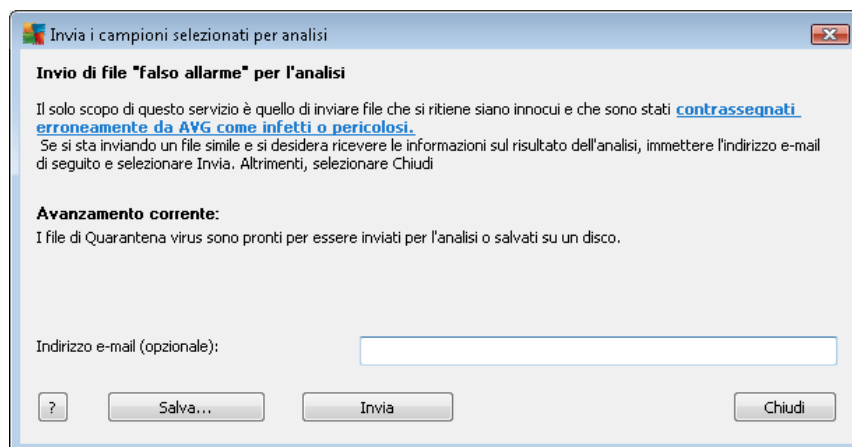 Invia i campioni selezionati per analisi
Invio di file "falso allarme" per l'analisi
Il solo scopo di questo servizio è quello di inviare file che si ritiene siano innocui e che sono stati contrassegnati
erroneamente da AVG come infetti o pericolosi.
Se si sta inviando un file simile e si desidera ricevere le informazioni sul risultato dell'analisi, immettere l'indirizzo e-mail
di seguito e selezionare Invia. Altrimenti, selezionare Chiudi
Avanzamento corrente:
I file di Quarantena virus sono pronti per essere inviati per l'analisi o salvati su un disco.
Indirizzo e-mail (opzionale):
? Salva... Invia Chiudi